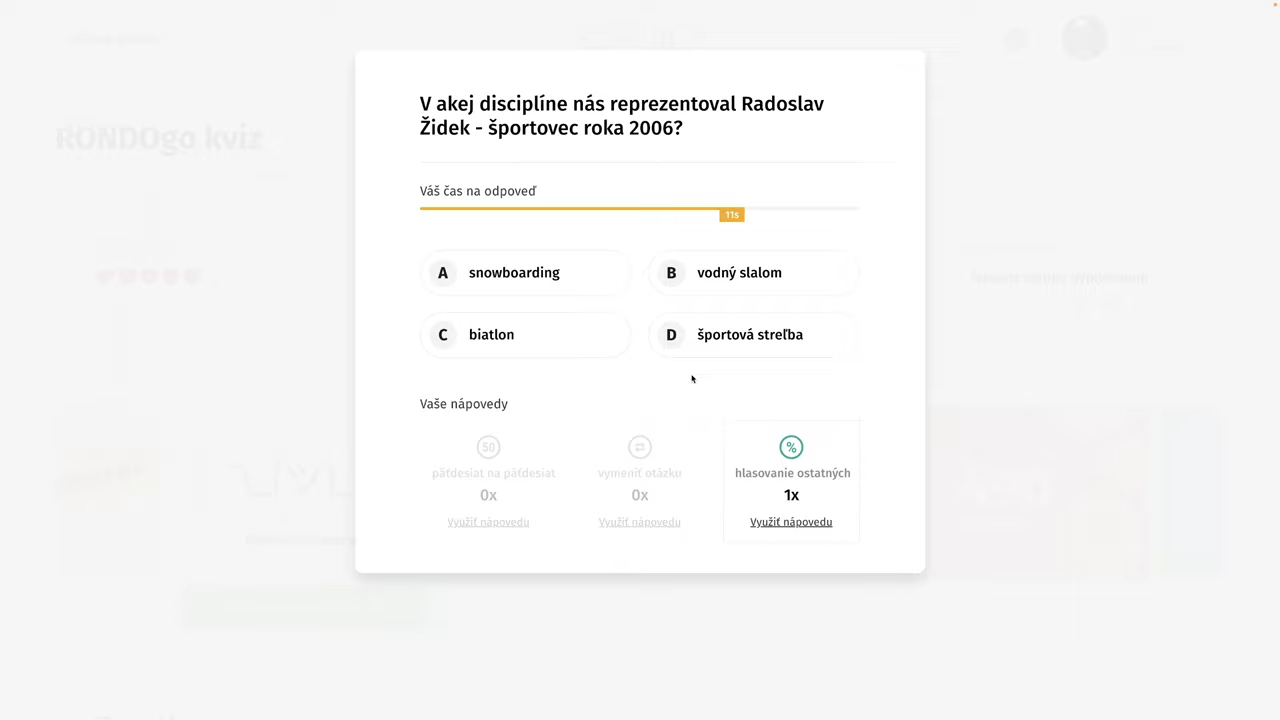 RONDOgo kvíz
V akej disciplíne nás reprezentoval Radoslav
Židek - športovec roka 2006?
Váš čas na odpoveď
11s
A snowboarding
B vodný slalom
C biatlon
D športová streľba
Vaše nápovedy
50
päťdesiat na päťdesiat
0x
Využiť nápovedu
vymeniť otázku
0x
Využiť nápovedu
%
hlasovanie ostatných
1x
Využiť nápovedu